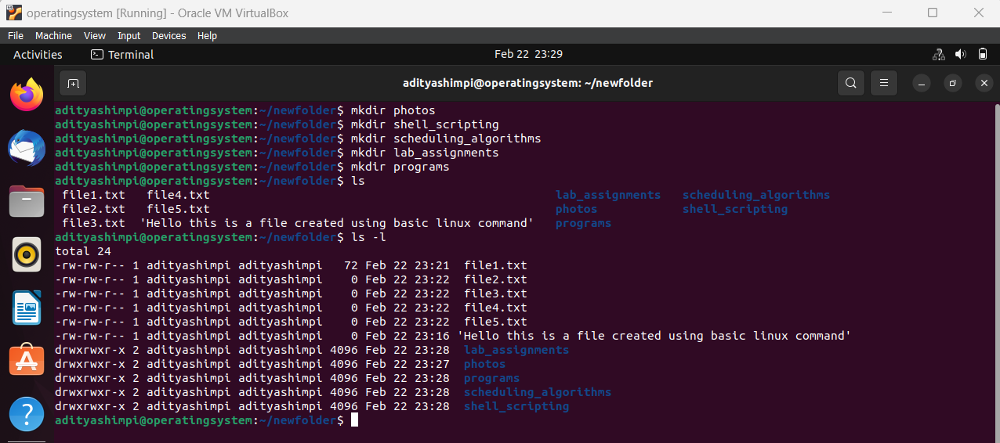 operatingsystem [Running] - Oracle VM VirtualBox
File Machine View Input Devices Help
Activities Terminal Feb 22 23:29
adityashimpi@operatingsystem: ~/newfolder
adityashimpi@operatingsystem:~/newfolder$ mkdir photos
adityashimpi@operatingsystem:~/newfolder$ mkdir shell_scripting
adityashimpi@operatingsystem:~/newfolder$ mkdir scheduling_algorithms
adityashimpi@operatingsystem:~/newfolder$ mkdir lab_assignments
adityashimpi@operatingsystem:~/newfolder$ mkdir programs
adityashimpi@operatingsystem:~/newfolder$ ls
file1.txt file4.txt lab_assignments scheduling_algorithms
file2.txt file5.txt photos shell_scripting
file3.txt 'Hello this is a file created using basic linux command' programs
adityashimpi@operatingsystem:~/newfolder$ ls -l
total 24
-rw-rw-r-- 1 adityashimpi adityashimpi 72 Feb 22 23:21 file1.txt
-rw-rw-r-- 1 adityashimpi adityashimpi 0 Feb 22 23:22 file2.txt
-rw-rw-r-- 1 adityashimpi adityashimpi 0 Feb 22 23:22 file3.txt
-rw-rw-r-- 1 adityashimpi adityashimpi 0 Feb 22 23:22 file4.txt
-rw-rw-r-- 1 adityashimpi adityashimpi 0 Feb 22 23:22 file5.txt
-rw-rw-r-- 1 adityashimpi adityashimpi 0 Feb 22 23:16 'Hello this is a file created using basic linux command'
drwxrwxr-x 2 adityashimpi adityashimpi 4096 Feb 22 23:28 lab_assignments
drwxrwxr-x 2 adityashimpi adityashimpi 4096 Feb 22 23:27 photos
drwxrwxr-x 2 adityashimpi adityashimpi 4096 Feb 22 23:28 programs
drwxrwxr-x 2 adityashimpi adityashimpi 4096 Feb 22 23:28 scheduling_algorithms
drwxrwxr-x 2 adityashimpi adityashimpi 4096 Feb 22 23:28 shell_scripting
adityashimpi@operatingsystem:~/newfolder$